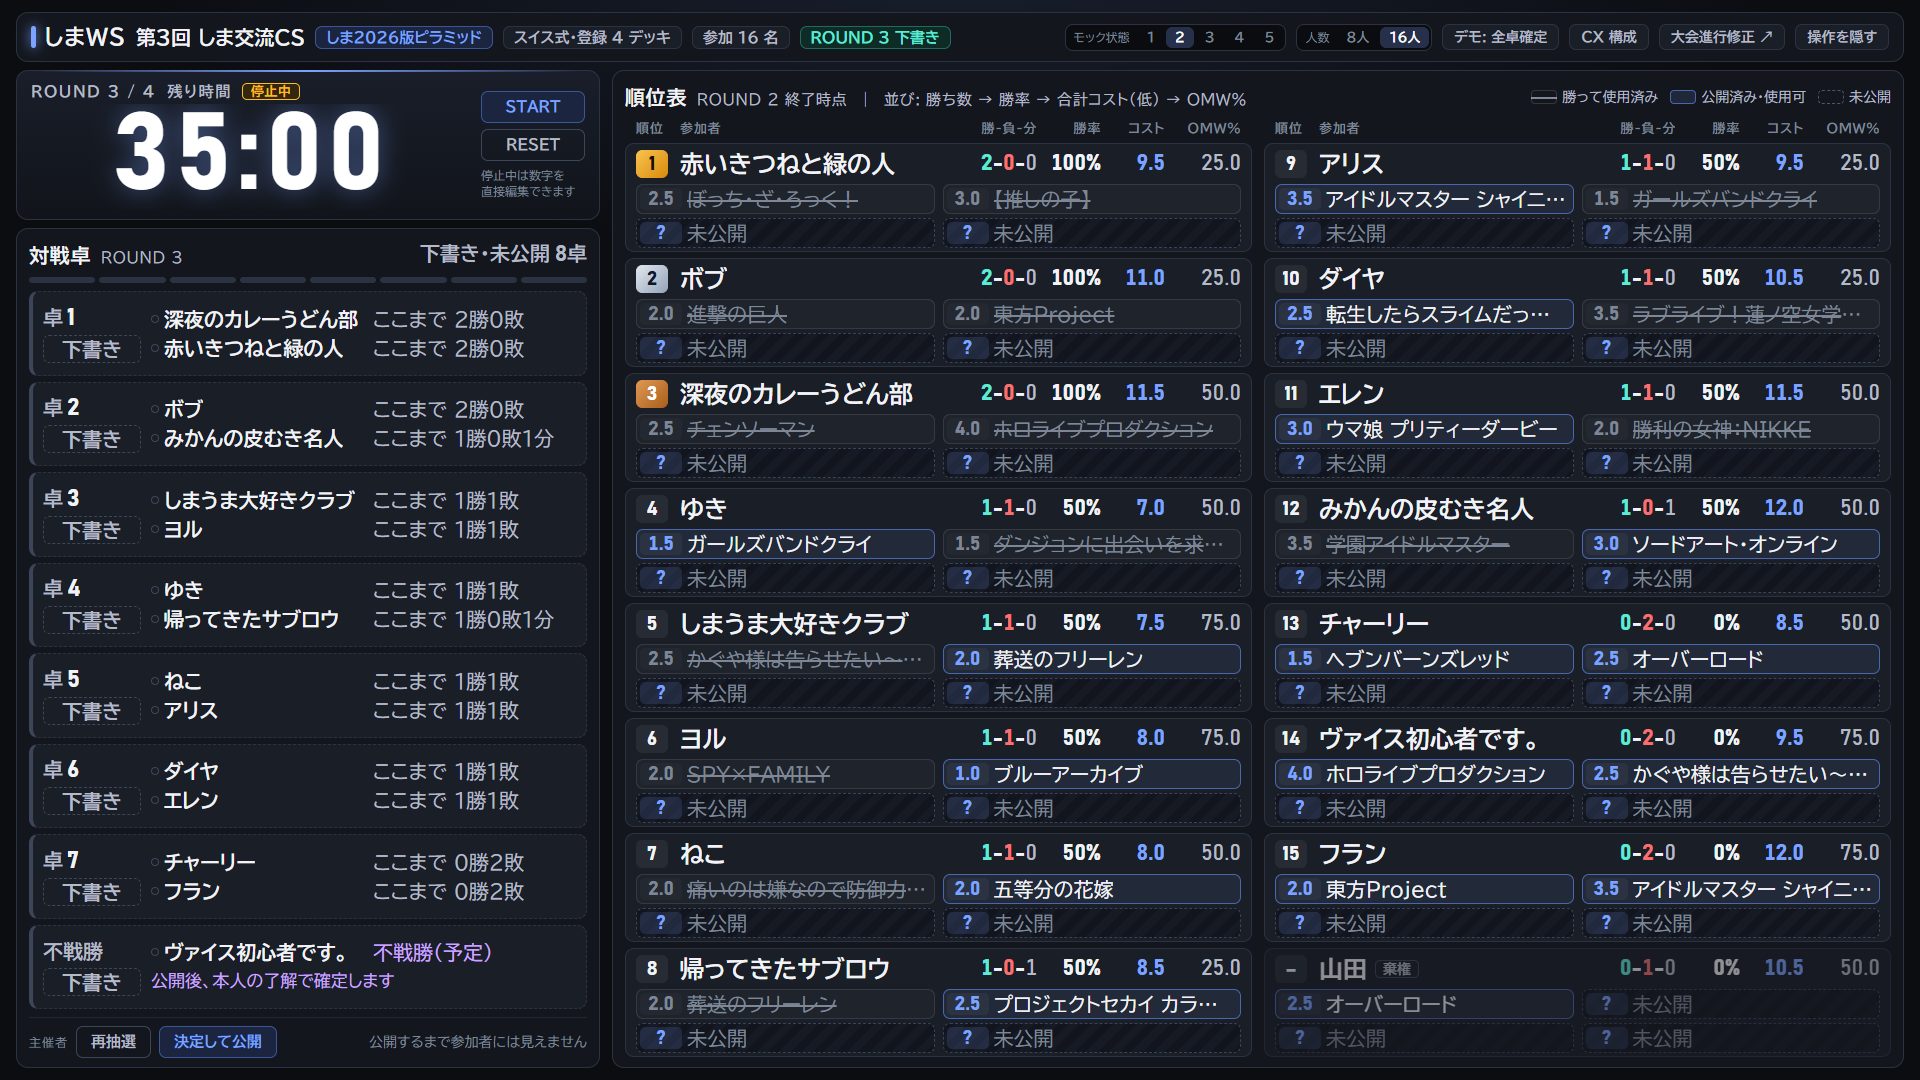 しまWS 第3回 しま交流CS しま2026版ピラミッド スイス式・登録 4 デッキ 参加 16 名 ROUND 3 下書き モック状態 1 2 3 4 5 人数 8人 16人 デモ: 全卓確定 CX 構成 大会進行修正 ↗ 操作を隠す
ROUND 3 / 4 残り時間 停止中
35:00
START
RESET
停止中は数字を
直接編集できます
対戦卓 ROUND 3 下書き・未公開 8卓
卓 1 深夜のカレーうどん部 ここまで 2勝0敗
下書き 赤いきつねと緑の人 ここまで 2勝0敗
卓 2 ボブ ここまで 2勝0敗
下書き みかんの皮むき名人 ここまで 1勝0敗1分
卓 3 しまうま大好きクラブ ここまで 1勝1敗
下書き ヨル ここまで 1勝1敗
卓 4 ゆき ここまで 1勝1敗
下書き 帰ってきたサブロウ ここまで 1勝0敗1分
卓 5 ねこ ここまで 1勝1敗
下書き アリス ここまで 1勝1敗
卓 6 ダイヤ ここまで 1勝1敗
下書き エレン ここまで 1勝1敗
卓 7 チャーリー ここまで 0勝2敗
下書き フラン ここまで 0勝2敗
不戦勝 ヴァイス初心者です。 不戦勝(予定)
下書き 公開後、本人の了解で確定します
主催者 再抽選 決定して公開 公開するまで参加者には見えません
順位表 ROUND 2 終了時点 | 並び: 勝ち数 → 勝率 → 合計コスト(低) → OMW% 勝って使用済み 公開済み・使用可 未公開
順位 参加者 勝-負-分 勝率 コスト OMW%
1 赤いきつねと緑の人 2-0-0 100% 9.5 25.0
2.5 ぼっち・ざ・ろっく! 3.0 【推しの子】
? 未公開 ? 未公開
2 ボブ 2-0-0 100% 11.0 25.0
2.0 進撃の巨人 2.0 東方Project
? 未公開 ? 未公開
3 深夜のカレーうどん部 2-0-0 100% 11.5 50.0
2.5 チェンソーマン 4.0 ホロライブプロダクション
? 未公開 ? 未公開
4 ゆき 1-1-0 50% 7.0 50.0
1.5 ガールズバンドクライ 1.5 ダンジョンに出会いを求…
? 未公開 ? 未公開
5 しまうま大好きクラブ 1-1-0 50% 7.5 75.0
2.5 かぐや様は告らせたい～… 2.0 葬送のフリーレン
? 未公開 ? 未公開
6 ヨル 1-1-0 50% 8.0 75.0
2.0 SPY×FAMILY 1.0 ブルーアーカイブ
? 未公開 ? 未公開
7 ねこ 1-1-0 50% 8.0 50.0
2.0 痛いのは嫌なので防御力… 2.0 五等分の花嫁
? 未公開 ? 未公開
8 帰ってきたサブロウ 1-0-1 50% 8.5 25.0
2.0 葬送のフリーレン 2.5 プロジェクトセカイ カラ…
? 未公開 ? 未公開
順位 参加者 勝-負-分 勝率 コスト OMW%
9 アリス 1-1-0 50% 9.5 25.0
3.5 アイドルマスター シャイニ… 1.5 ガールズバンドクライ
? 未公開 ? 未公開
10 ダイヤ 1-1-0 50% 10.5 25.0
2.5 転生したらスライムだっ… 3.5 ラブライブ!蓮ノ空女学…
? 未公開 ? 未公開
11 エレン 1-1-0 50% 11.5 50.0
3.0 ウマ娘 プリティーダービー 2.0 勝利の女神:NIKKE
? 未公開 ? 未公開
12 みかんの皮むき名人 1-0-1 50% 12.0 50.0
3.5 学園アイドルマスター 3.0 ソードアート・オンライン
? 未公開 ? 未公開
13 チャーリー 0-2-0 0% 8.5 50.0
1.5 ヘブンバーンズレッド 2.5 オーバーロード
? 未公開 ? 未公開
14 ヴァイス初心者です。 0-2-0 0% 9.5 75.0
4.0 ホロライブプロダクション 2.5 かぐや様は告らせたい～…
? 未公開 ? 未公開
15 フラン 0-2-0 0% 12.0 75.0
2.0 東方Project 3.5 アイドルマスター シャイニ…
? 未公開 ? 未公開
– 山田 棄権 0-1-0 0% 10.5 50.0
2.5 オーバーロード ? 未公開
? 未公開 ? 未公開